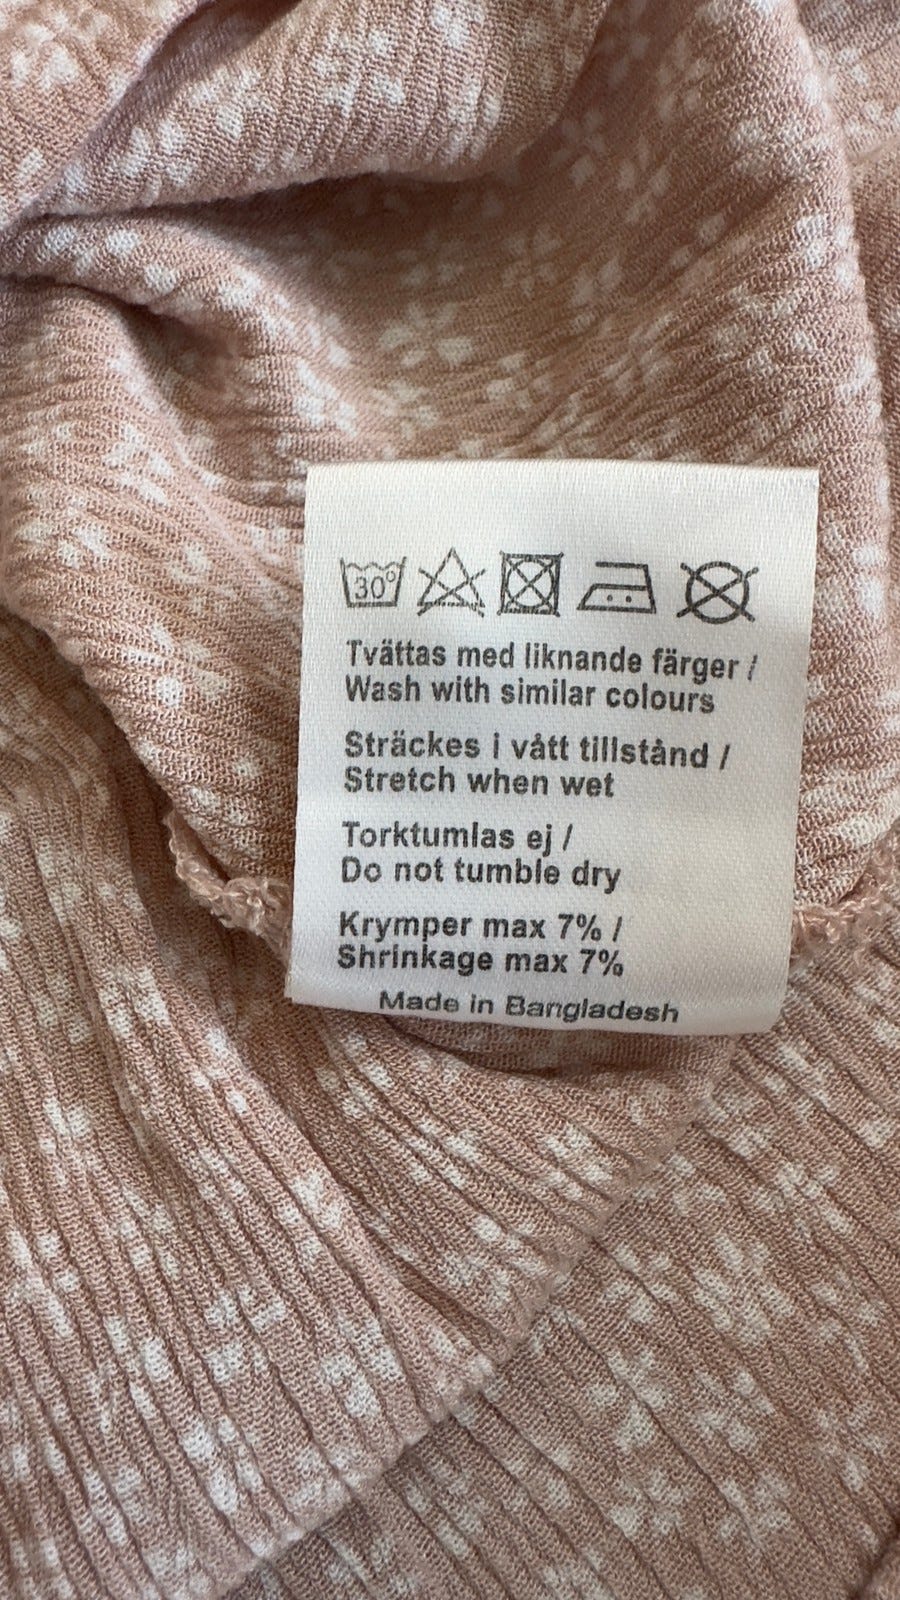 30°
Tvättas med liknande färger /
Wash with similar colours
Sträckes i vått tillstånd /
Stretch when wet
Torktumlas ej /
Do not tumble dry
Krymper max 7% /
Shrinkage max 7%
Made in Bangladesh